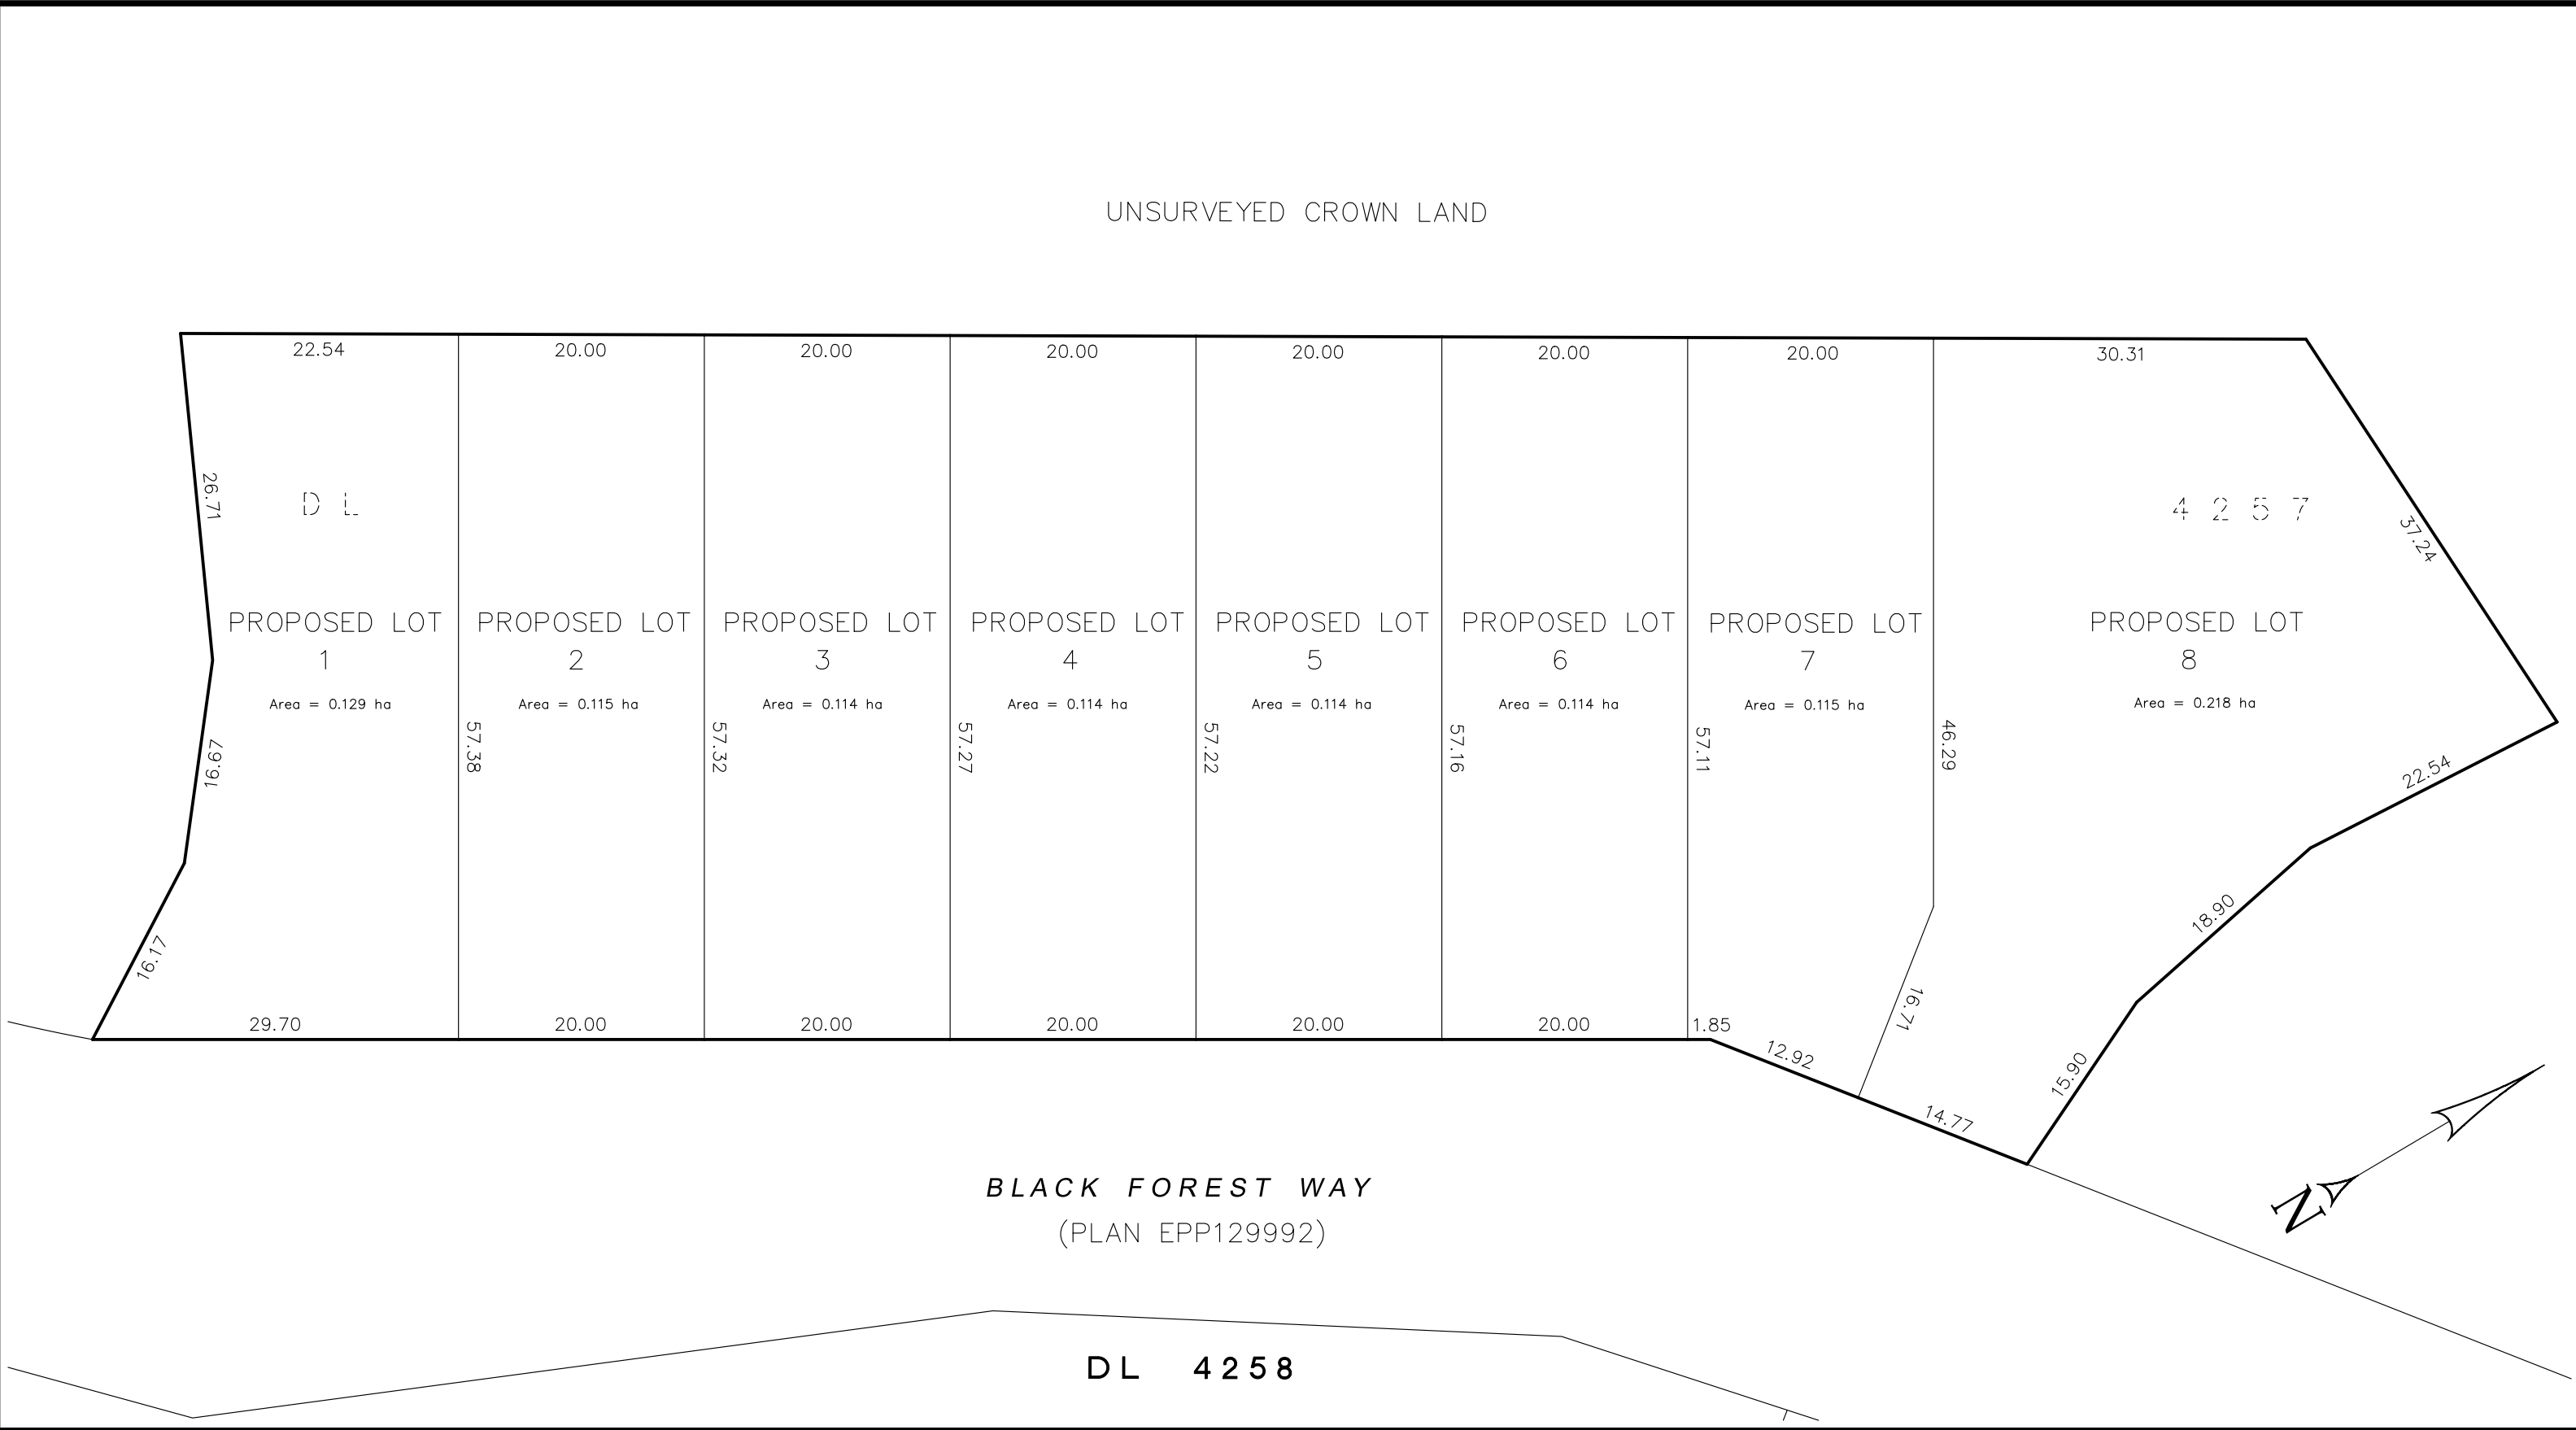 UNSURVEYED CROWN LAND
22.54
20.00
20.00
20.00
20.00
20.00
20.00
30.31
26.71
D L
4 2 5 7
37.24
PROPOSED LOT
1
Area = 0.129 ha
PROPOSED LOT
2
Area = 0.115 ha
PROPOSED LOT
3
Area = 0.114 ha
PROPOSED LOT
4
Area = 0.114 ha
PROPOSED LOT
5
Area = 0.114 ha
PROPOSED LOT
6
Area = 0.114 ha
PROPOSED LOT
7
Area = 0.115 ha
PROPOSED LOT
8
Area = 0.218 ha
16.97
57.38
57.32
57.27
57.22
57.16
57.11
46.29
22.54
18.90
16.17
16.71
29.70
20.00
20.00
20.00
20.00
20.00
1.85
12.92
15.90
14.77
N
BLACK FOREST WAY
(PLAN EPP129992)
DL 4258